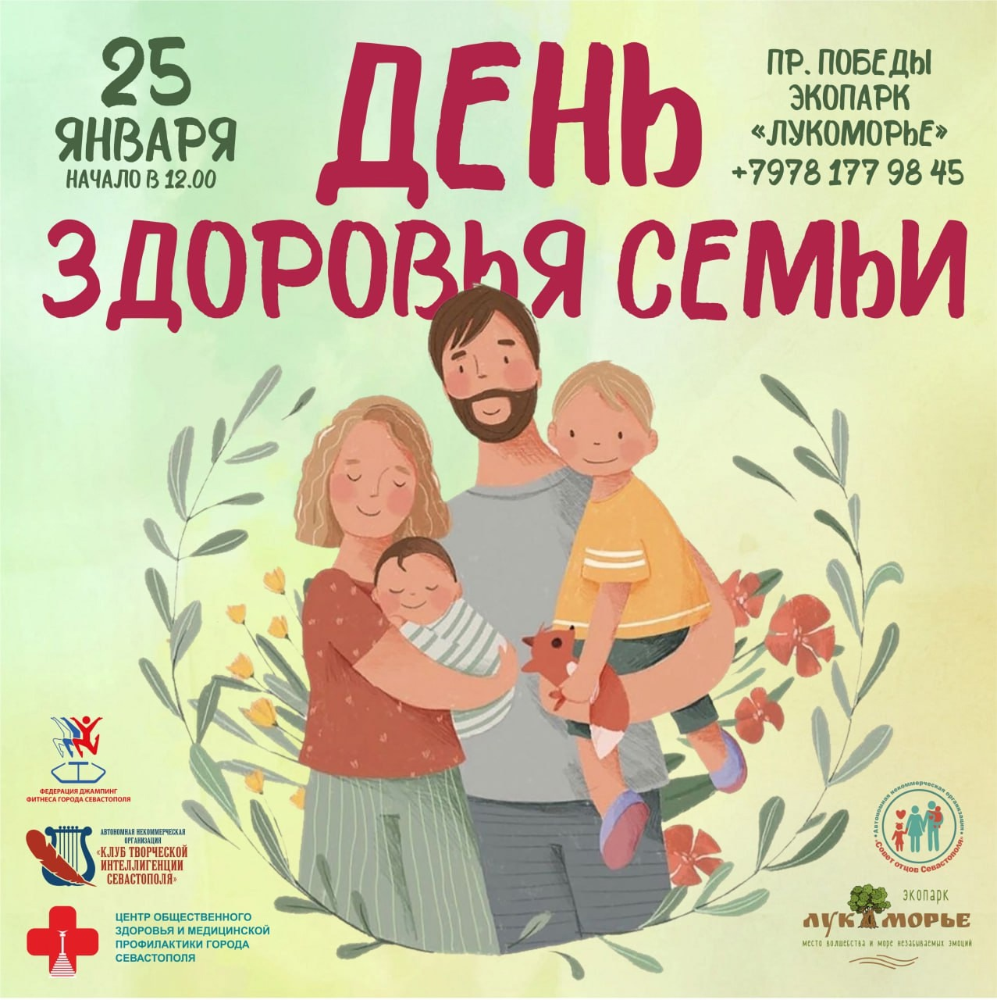 25
ЯНВАРЯ
НАЧАЛО В 12.00
ДЕНЬ
ЗДОРОВЬЯ СЕМЬИ
ПР. ПОБЕДЫ
ЭКОПАРК
«ЛУКОМОРЬЕ»
+7978 177 98 45
ФЕДЕРАЦИЯ ДЖАМПИНГ
ФИТНЕСА ГОРОДА СЕВАСТОПОЛЯ
АВТОНОМНАЯ НЕКОММЕРЧЕСКАЯ
ОРГАНИЗАЦИЯ
«КЛУБ ТВОРЧЕСКОЙ
ИНТЕЛЛИГЕНЦИИ
СЕВАСТОПОЛЯ»
ЦЕНТР ОБЩЕСТВЕННОГО
ЗДОРОВЬЯ И МЕДИЦИНСКОЙ
ПРОФИЛАКТИКИ ГОРОДА
СЕВАСТОПОЛЯ
Автономная некоммерческая организация
"Совет отцов Севастополя"
ЭКОПАРК
ЛУКОМОРЬЕ
место волшебства и море незабываемых эмоций